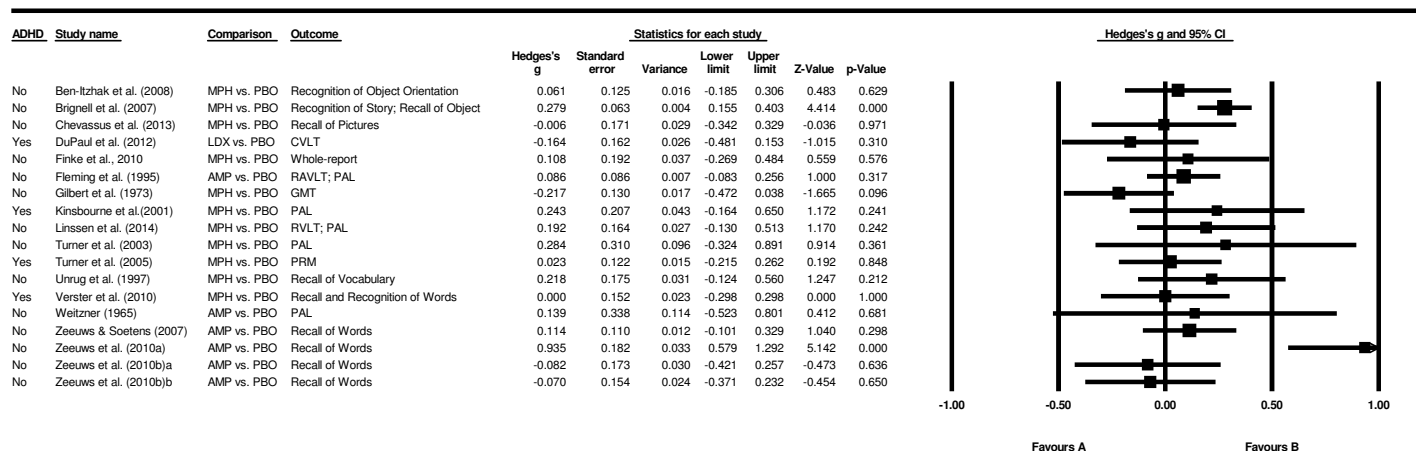 ADHD Study name Comparison Outcome Statistics for each study Hedges's g and 95% CI
Hedges's Standard Lower Upper
g error Variance limit limit Z-Value p-Value
No Ben-Itzhak et al. (2008) MPH vs. PBO Recognition of Object Orientation 0.061 0.125 0.016 -0.185 0.306 0.483 0.629
No Brignell et al. (2007) MPH vs. PBO Recognition of Story; Recall of Object 0.279 0.063 0.004 0.155 0.403 4.414 0.000
No Chevassus et al. (2013) MPH vs. PBO Recall of Pictures -0.006 0.171 0.029 -0.342 0.329 -0.036 0.971
Yes DuPaul et al. (2012) LDX vs. PBO CVLT -0.164 0.162 0.026 -0.481 0.153 -1.015 0.310
No Finke et al., 2010 MPH vs. PBO Whole-report 0.108 0.192 0.037 -0.269 0.484 0.559 0.576
No Fleming et al. (1995) AMP vs. PBO RAVLT; PAL 0.086 0.086 0.007 -0.083 0.256 1.000 0.317
No Gilbert et al. (1973) MPH vs. PBO GMT -0.217 0.130 0.017 -0.472 0.038 -1.665 0.096
Yes Kinsbourne et al.(2001) MPH vs. PBO PAL 0.243 0.207 0.043 -0.164 0.650 1.172 0.241
No Linssen et al. (2014) MPH vs. PBO RVLT; PAL 0.192 0.164 0.027 -0.130 0.513 1.170 0.242
No Turner et al. (2003) MPH vs. PBO PAL 0.284 0.310 0.096 -0.324 0.891 0.914 0.361
Yes Turner et al. (2005) MPH vs. PBO PRM 0.023 0.122 0.015 -0.215 0.262 0.192 0.848
No Unrug et al. (1997) MPH vs. PBO Recall of Vocabulary 0.218 0.175 0.031 -0.124 0.560 1.247 0.212
Yes Verster et al. (2010) MPH vs. PBO Recall and Recognition of Words 0.000 0.152 0.023 -0.298 0.298 0.000 1.000
No Weitzner (1965) AMP vs. PBO PAL 0.139 0.338 0.114 -0.523 0.801 0.412 0.681
No Zeeuws & Soetens (2007) AMP vs. PBO Recall of Words 0.114 0.110 0.012 -0.101 0.329 1.040 0.298
No Zeeuws et al. (2010a) AMP vs. PBO Recall of Words 0.935 0.182 0.033 0.579 1.292 5.142 0.000
No Zeeuws et al. (2010b)a AMP vs. PBO Recall of Words -0.082 0.173 0.030 -0.421 0.257 -0.473 0.636
No Zeeuws et al. (2010b)b AMP vs. PBO Recall of Words -0.070 0.154 0.024 -0.371 0.232 -0.454 0.650
-1.00 -0.50 0.00 0.50 1.00
Favours A Favours B